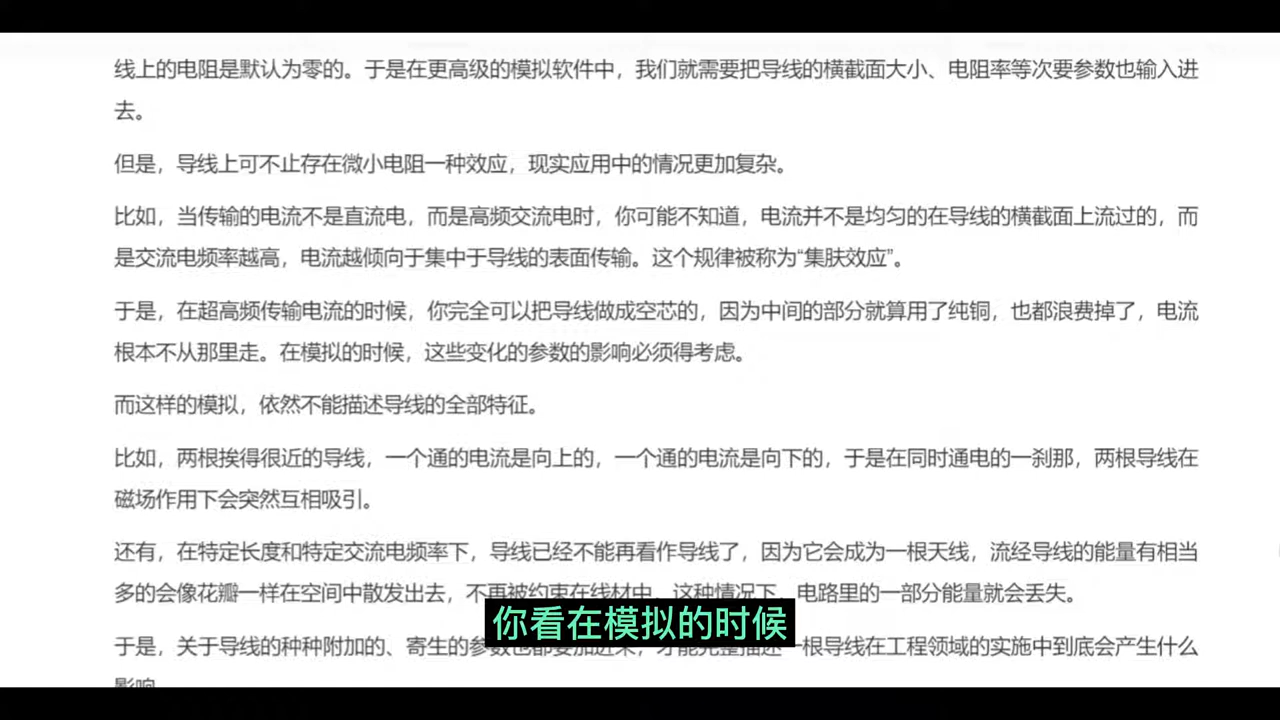 线上的电阻是默认为零的。于是在更高级的模拟软件中，我们就需要把导线的横截面大小、电阻率等次要参数也输入进
去。
但是，导线上可不止存在微小电阻一种效应，现实应用中的情况更加复杂。
比如，当传输的电流不是直流电，而是高频交流电时，你可能不知道，电流并不是均匀的在导线的横截面上流过的，而
是交流电频率越高，电流越倾向于集中于导线的表面传输。这个规律被称为“集肤效应”。
于是，在超高频传输电流的时候，你完全可以把导线做成空芯的，因为中间的部分就算用了纯铜，也都浪费掉了，电流
根本不从那里走。在模拟的时候，这些变化的参数的影响必须得考虑。
而这样的模拟，依然不能描述导线的全部特征。
比如，两根挨得很近的导线，一个通的电流是向上的，一个通的电流是向下的，于是在同时通电的一刹那，两根导线在
磁场作用下会突然互相吸引。
还有，在特定长度和特定交流电频率下，导线已经不能再看作导线了，因为它会成为一根天线，流经导线的能量有相当
多的会像花瓣一样在空间中散发出去，不再被约束在线材中。这种情况下，电路里的一部分能量就会丢失。
你看在模拟的时候
于是，关于导线的种种附加的、寄生的参数也都要加进来，才能完整描述一根导线在工程领域的实施中到底会产生什么
影响